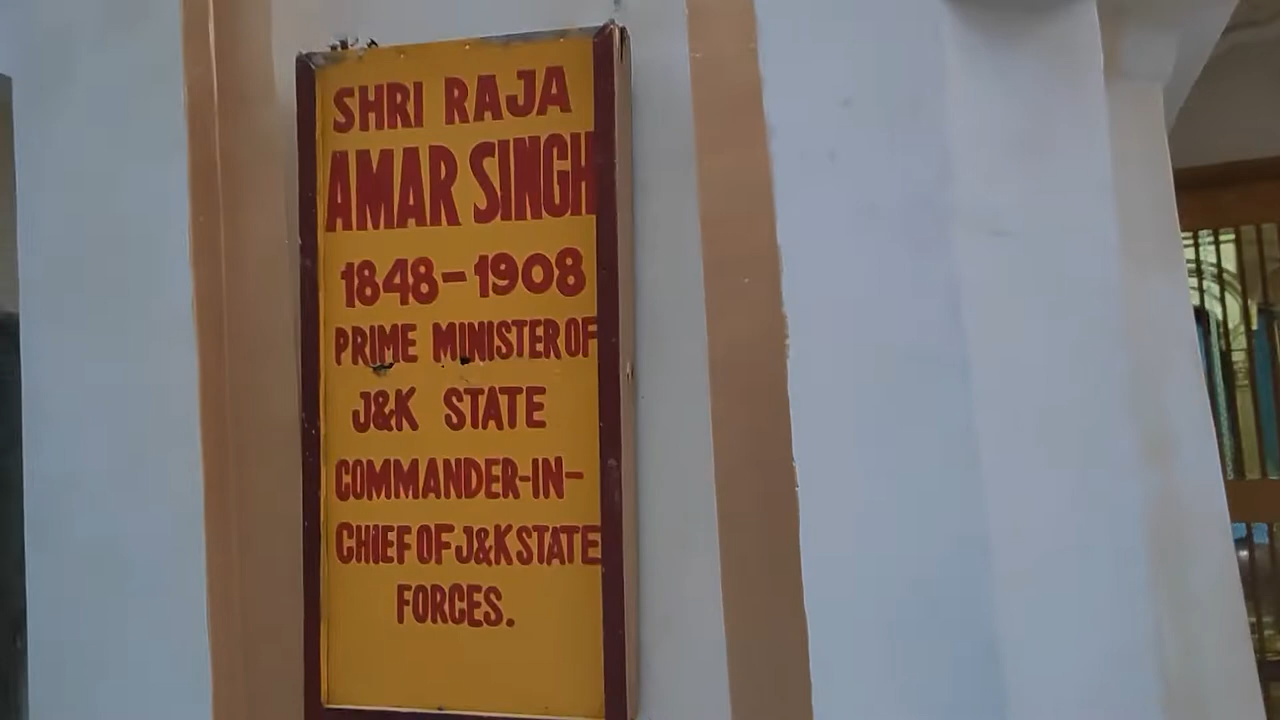 SHRI RAJA
AMAR SINGH
1848-1908
PRIME MINISTER OF
J&K STATE
COMMANDER-IN-
CHIEF OF J&K STATE
FORCES.